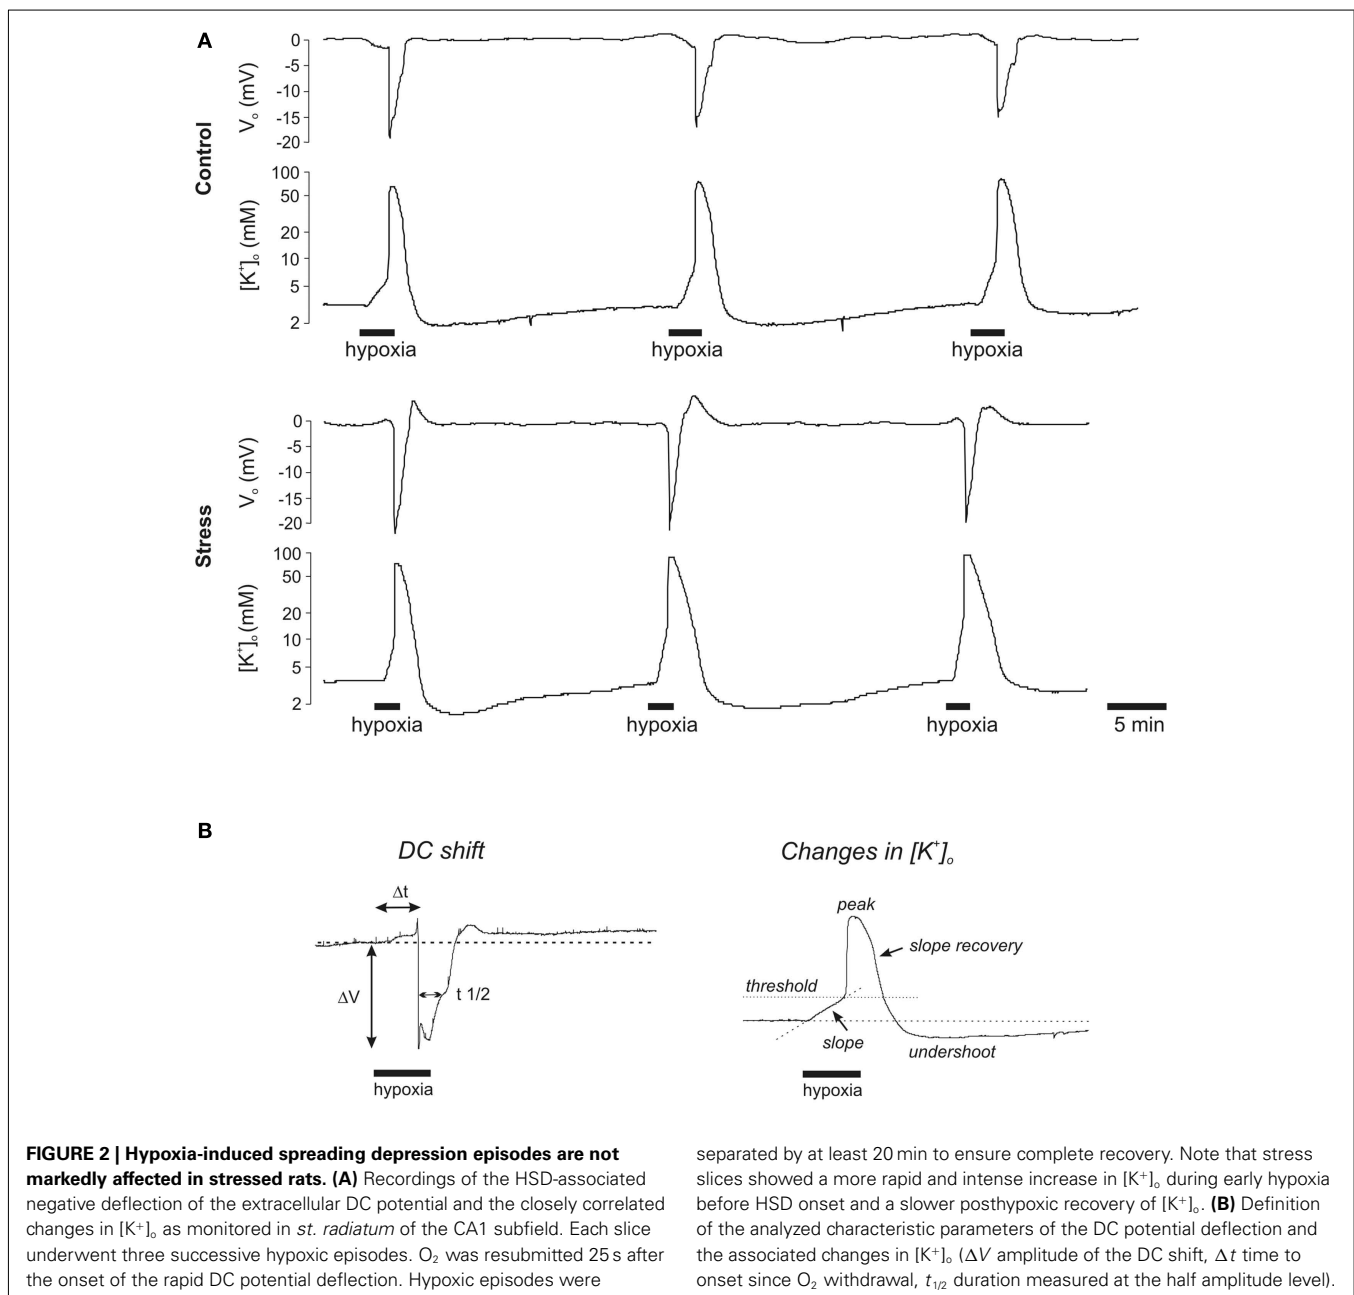 A
Control
V₀ (mV)
0
-5
-10
-15
-20
[K⁺]₀ (mM)
100
50
20
10
5
2
hypoxia
hypoxia
hypoxia
Stress
V₀ (mV)
0
-5
-10
-15
-20
[K⁺]₀ (mM)
100
50
20
10
5
2
hypoxia
hypoxia
hypoxia
5 min
B
DC shift
Δt
ΔV
t 1/2
hypoxia
Changes in [K⁺]₀
peak
slope recovery
threshold
slope
undershoot
hypoxia
FIGURE 2 | Hypoxia-induced spreading depression episodes are not
markedly affected in stressed rats. (A) Recordings of the HSD-associated
negative deflection of the extracellular DC potential and the closely correlated
changes in [K⁺]₀ as monitored in st. radiatum of the CA1 subfield. Each slice
underwent three successive hypoxic episodes. O₂ was resubmitted 25 s after
the onset of the rapid DC potential deflection. Hypoxic episodes were
separated by at least 20 min to ensure complete recovery. Note that stress
slices showed a more rapid and intense increase in [K⁺]₀ during early hypoxia
before HSD onset and a slower posthypoxic recovery of [K⁺]₀. (B) Definition
of the analyzed characteristic parameters of the DC potential deflection and
the associated changes in [K⁺]₀ (ΔV amplitude of the DC shift, Δt time to
onset since O₂ withdrawal, t₁/₂ duration measured at the half amplitude level).